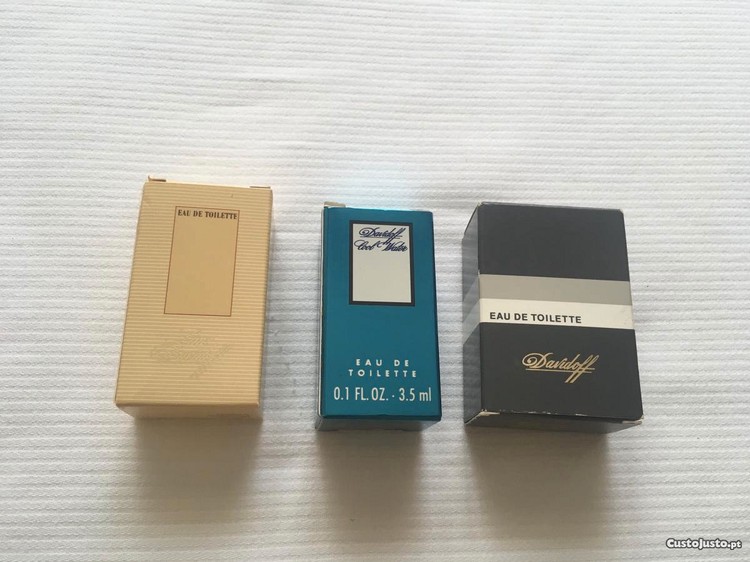 EAU DE TOILETTE
Davidoff
Cool Water
EAU DE
TOILETTE
0.1 FL. OZ. - 3.5 ml
EAU DE TOILETTE
Davidoff
CustoJusto.pt